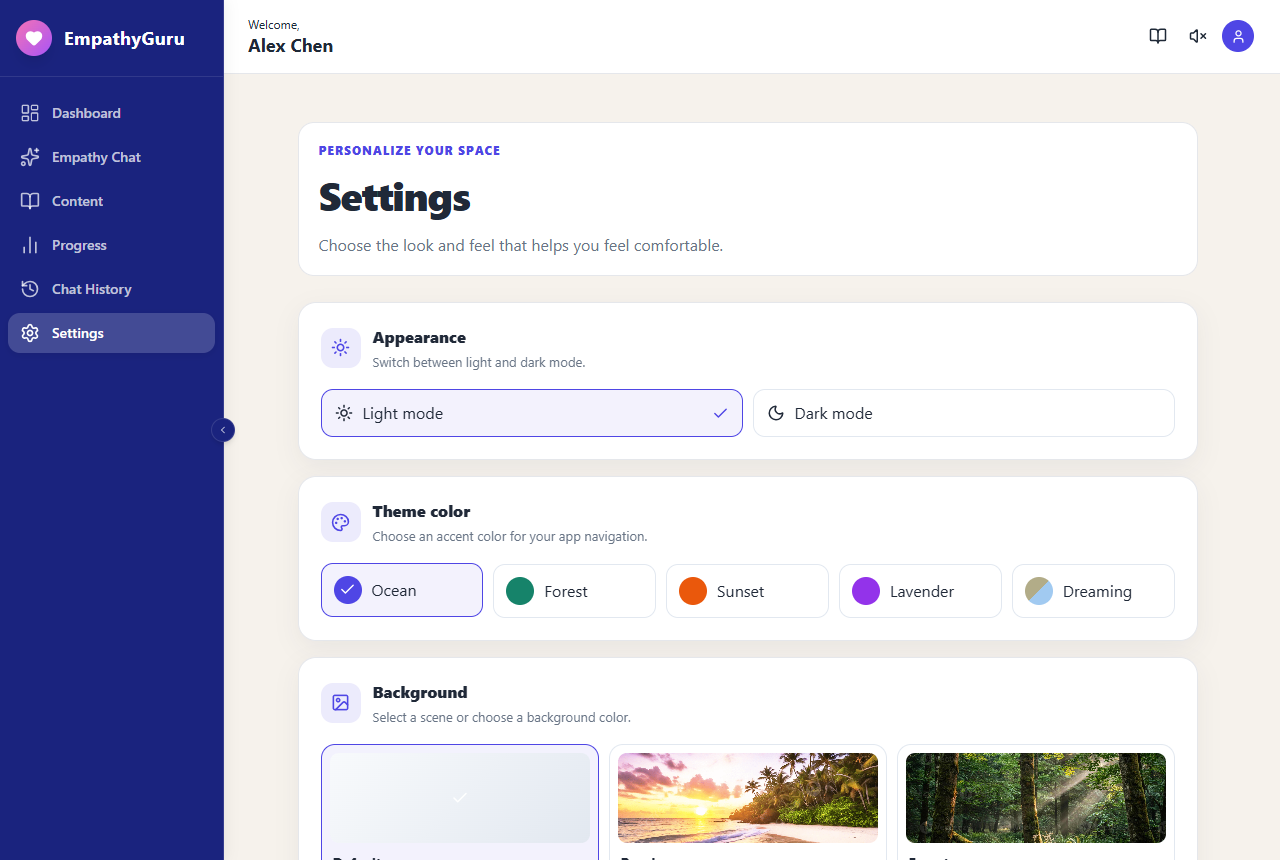 EmpathyGuru
Welcome,
Alex Chen
Dashboard
Empathy Chat
Content
Progress
Chat History
Settings
PERSONALIZE YOUR SPACE
Settings
Choose the look and feel that helps you feel comfortable.
Appearance
Switch between light and dark mode.
Light mode
Dark mode
Theme color
Choose an accent color for your app navigation.
Ocean
Forest
Sunset
Lavender
Dreaming
Background
Select a scene or choose a background color.